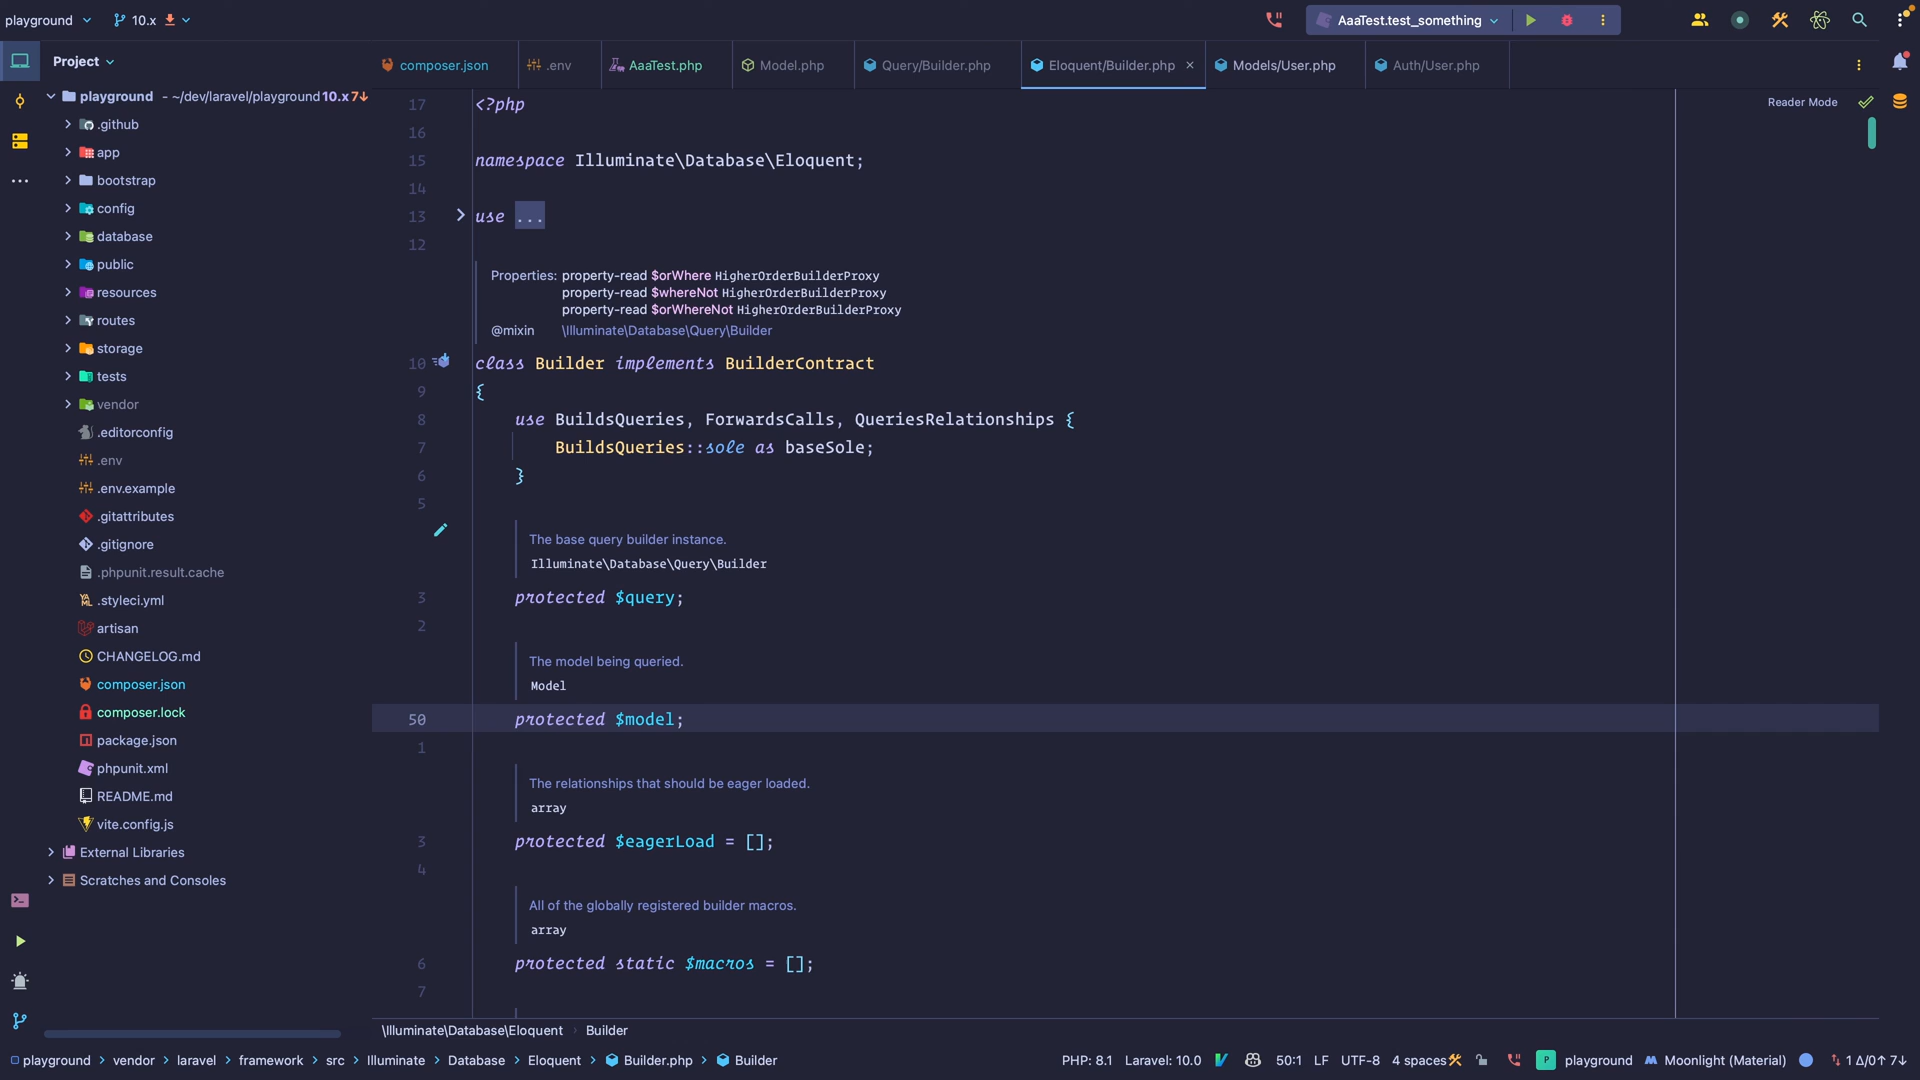 playground
10.x
AaaTest.test_something
Project
composer.json
.env
AaaTest.php
Model.php
Query/Builder.php
Eloquent/Builder.php
Models/User.php
Auth/User.php
playground - ~/dev/laravel/playground 10.x 7↓
.github
app
bootstrap
config
database
public
resources
routes
storage
tests
vendor
.editorconfig
.env
.env.example
.gitattributes
.gitignore
.phpunit.result.cache
.styleci.yml
artisan
CHANGELOG.md
composer.json
composer.lock
package.json
phpunit.xml
README.md
vite.config.js
External Libraries
Scratches and Consoles
Reader Mode
17 <?php
16
15 namespace Illuminate\Database\Eloquent;
14
13 use ...
12
Properties: property-read $orWhere HigherOrderBuilderProxy
property-read $whereNot HigherOrderBuilderProxy
property-read $orWhereNot HigherOrderBuilderProxy
@mixin \Illuminate\Database\Query\Builder
10 class Builder implements BuilderContract
9 {
8 use BuildsQueries, ForwardsCalls, QueriesRelationships {
7 BuildsQueries::sole as baseSole;
6 }
5
The base query builder instance.
Illuminate\Database\Query\Builder
3 protected $query;
2
The model being queried.
Model
50 protected $model;
1
The relationships that should be eager loaded.
array
3 protected $eagerLoad = [];
4
All of the globally registered builder macros.
array
6 protected static $macros = [];
7
\Illuminate\Database\Eloquent › Builder
playground › vendor › laravel › framework › src › Illuminate › Database › Eloquent › Builder.php › Builder
PHP: 8.1 Laravel: 10.0 50:1 LF UTF-8 4 spaces P playground Moonlight (Material) 1 Δ/0↑ 7↓